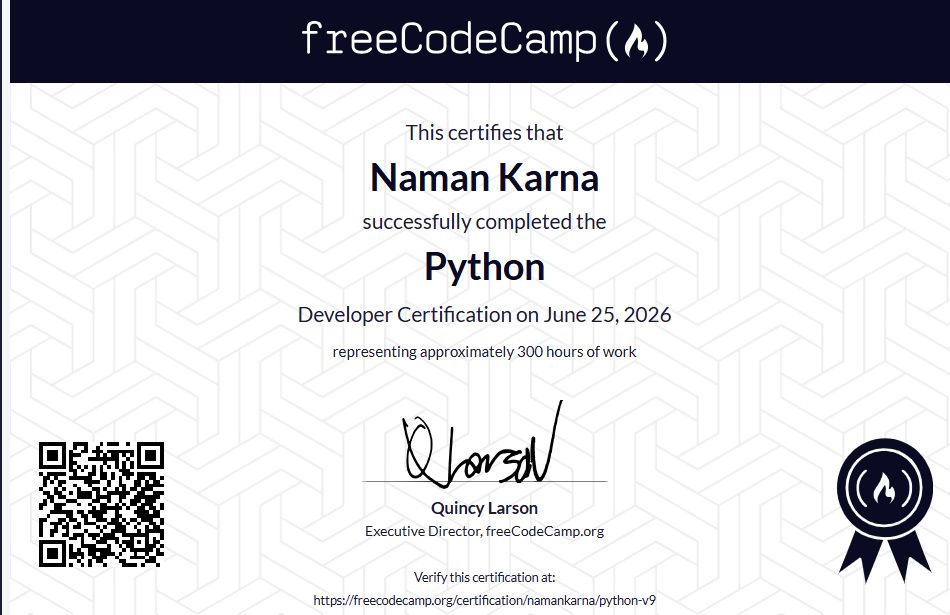 freeCodeCamp
This certifies that
Naman Karna
successfully completed the
Python
Developer Certification on June 25, 2026
representing approximately 300 hours of work
Q Larson
Quincy Larson
Executive Director, freeCodeCamp.org
Verify this certification at:
https://freecodecamp.org/certification/namankarna/python-v9